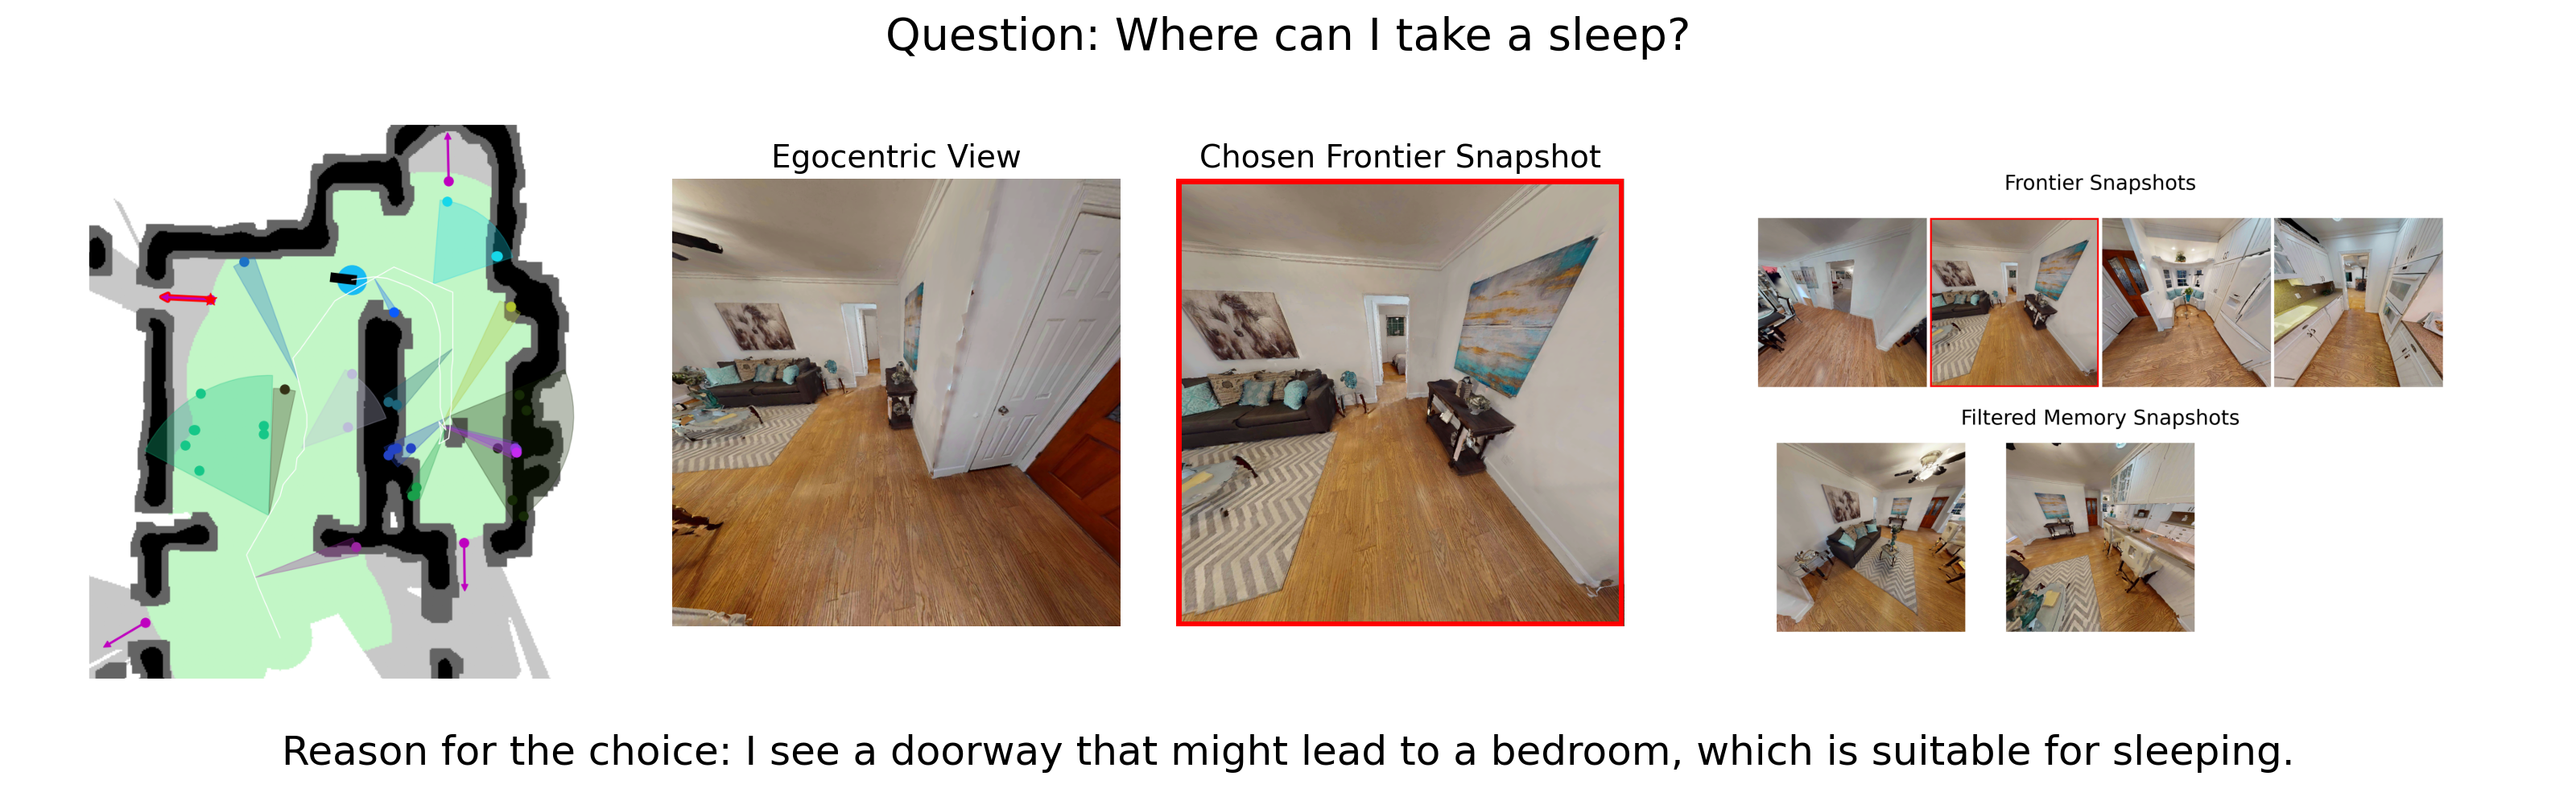 Question: Where can I take a sleep?
Egocentric View
Chosen Frontier Snapshot
Frontier Snapshots
Filtered Memory Snapshots
Reason for the choice: I see a doorway that might lead to a bedroom, which is suitable for sleeping.